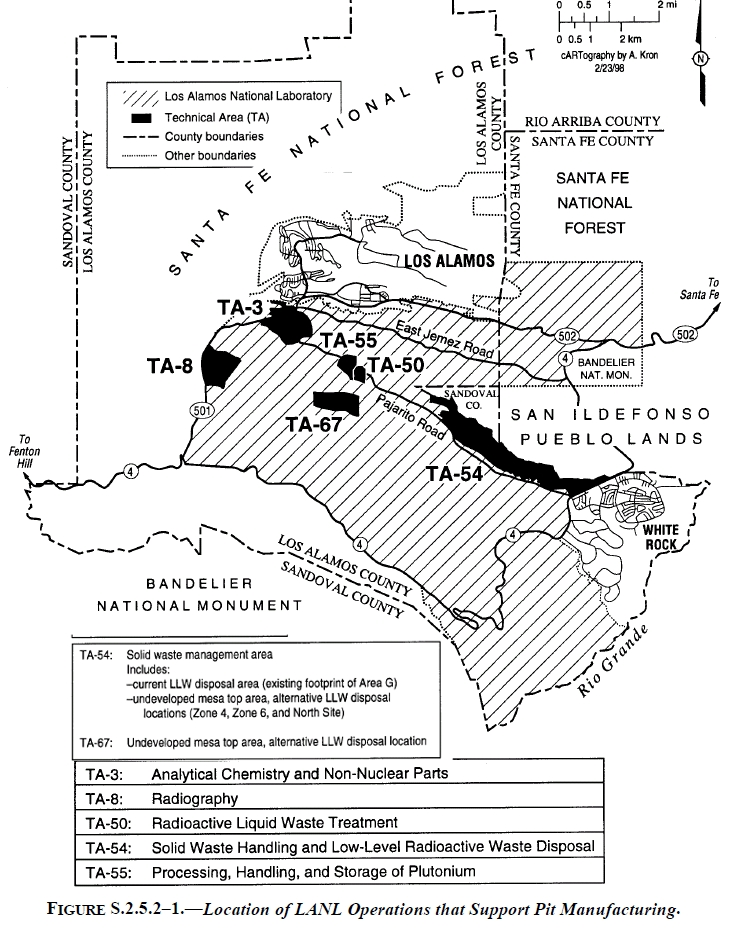 0 1 2 mi
0 0.5 1 2 km
cARTography by A. Kron
2/23/98
N
Los Alamos National Laboratory
Technical Area (TA)
County boundaries
Other boundaries
SANTA FE NATIONAL FOREST
SANDOVAL COUNTY
LOS ALAMOS COUNTY
LOS ALAMOS
COUNTY
SANTA FE COUNTY
RIO ARRIBA COUNTY
SANTA FE COUNTY
SANTA FE
NATIONAL
FOREST
LOS ALAMOS
To
Santa Fe
TA-3
TA-55
East Jemez Road
502
502
4
BANDELIER
NAT. MON.
TA-8
TA-50
501
TA-67
Pajarito Road
SANDOVAL
CO.
SAN ILDEFONSO
PUEBLO LANDS
To
Fenton
Hill
4
TA-54
4
4
WHITE
ROCK
LOS ALAMOS COUNTY
SANDOVAL COUNTY
BANDELIER
NATIONAL MONUMENT
Rio Grande
TA-54: Solid waste management area
Includes:
–current LLW disposal area (existing footprint of Area G)
–undeveloped mesa top area, alternative LLW disposal
locations (Zone 4, Zone 6, and North Site)
TA-67: Undeveloped mesa top area, alternative LLW disposal location
TA-3: Analytical Chemistry and Non-Nuclear Parts
TA-8: Radiography
TA-50: Radioactive Liquid Waste Treatment
TA-54: Solid Waste Handling and Low-Level Radioactive Waste Disposal
TA-55: Processing, Handling, and Storage of Plutonium
FIGURE S.2.5.2–1.—Location of LANL Operations that Support Pit Manufacturing.